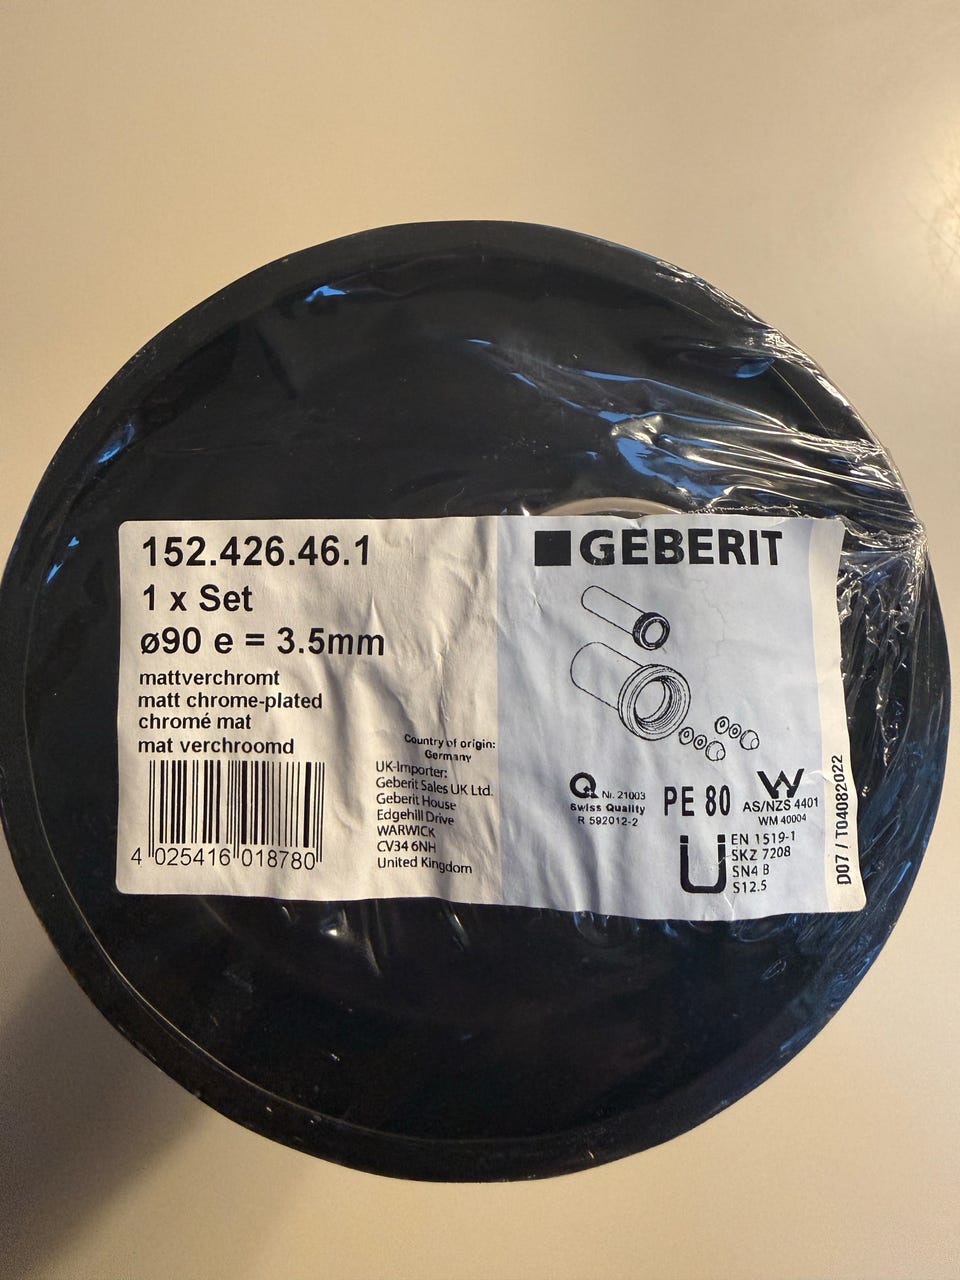 152.426.46.1
1 x Set
ø90 e = 3.5mm
mattverchromt
matt chrome-plated
chromé mat
mat verchroomd
Country of origin:
Germany
UK-Importer:
Geberit Sales UK Ltd.
Geberit House
Edgehill Drive
WARWICK
CV34 6NH
United Kingdom
4 025416 018780
GEBERIT
Q Nr. 21003
Swiss Quality
R 592012-2
PE 80
W
AS/NZS 4401
WM 40004
Ü
EN 1519-1
SKZ 7208
SN4 B
S12.5
D07 / T04082022